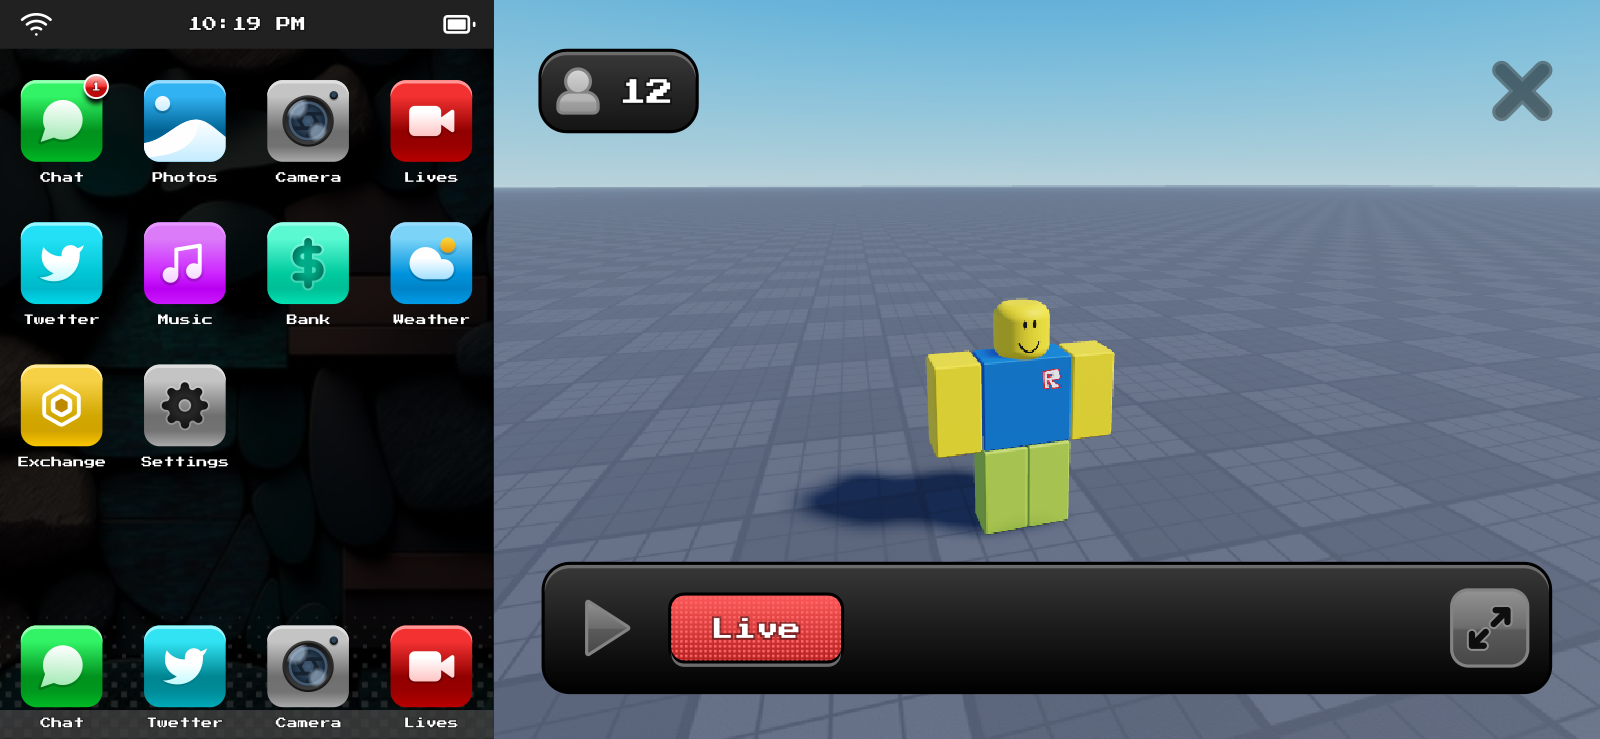 10:19 PM
1
Chat Photos Camera Lives
Twetter Music Bank Weather
Exchange Settings
Chat Twetter Camera Lives
12
R
Live